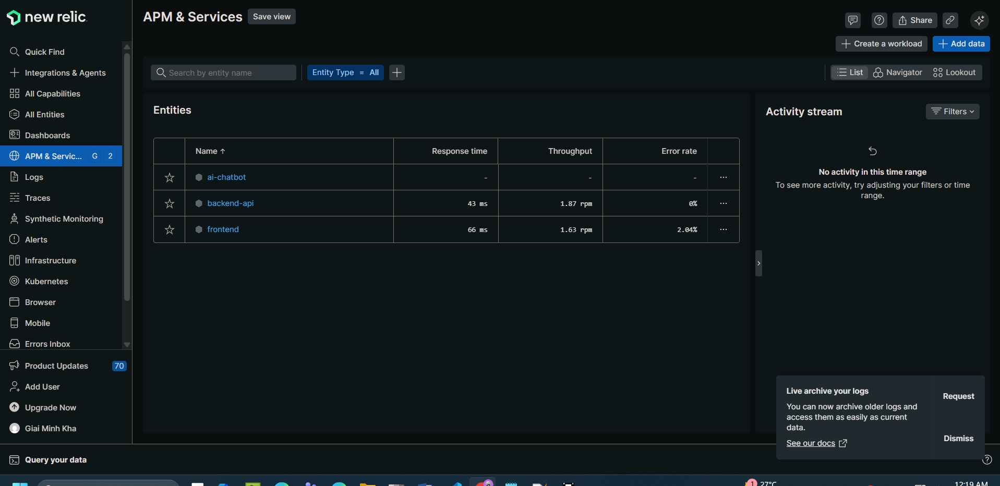 new relic
Quick Find
Integrations & Agents
All Capabilities
All Entities
Dashboards
APM & Servic... G 2
Logs
Traces
Synthetic Monitoring
Alerts
Infrastructure
Kubernetes
Browser
Mobile
Errors Inbox
Product Updates 70
Add User
Upgrade Now
Giai Minh Kha
Query your data
APM & Services Save view
Share
Create a workload Add data
Search by entity name Entity Type = All
List Navigator Lookout
Entities
Name ↑ Response time Throughput Error rate
ai-chatbot - - - ...
backend-api 43 ms 1.87 rpm 0% ...
frontend 66 ms 1.63 rpm 2.04% ...
Activity stream Filters
No activity in this time range
To see more activity, try adjusting your filters or time
range.
Live archive your logs
You can now archive older logs and
access them as easily as current
data.
See our docs
Request
Dismiss
1 27°C
12:19 AM